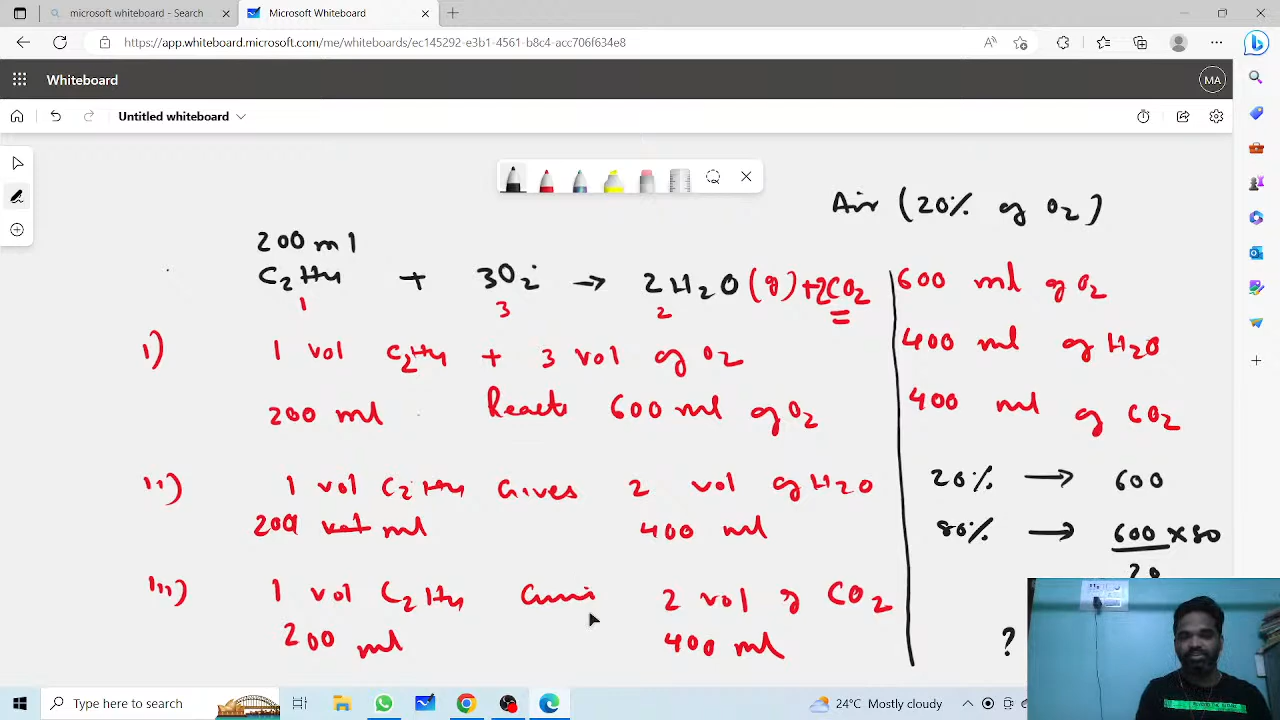 microsoft whiteboard - Search
Microsoft Whiteboard
https://app.whiteboard.microsoft.com/me/whiteboards/ec145292-e3b1-4561-b8c4-acc706f634e8
Whiteboard
MA
Untitled whiteboard
Air (20% of O2)
200 ml
C2H4 + 3O2 → 2H2O (g) + 2CO2
1 3 2
i) 1 vol C2H4 + 3 vol of O2
200 ml Reacts 600 ml of O2
ii) 1 vol C2H4 Gives 2 vol of H2O
200 vol ml 400 ml
iii) 1 vol C2H4 2 vol of CO2
200 ml 400 ml
600 ml of O2
400 ml of H2O
400 ml of CO2
20% → 600
80% → 600 × 80
20
?
Type here to search
24°C Mostly cloudy